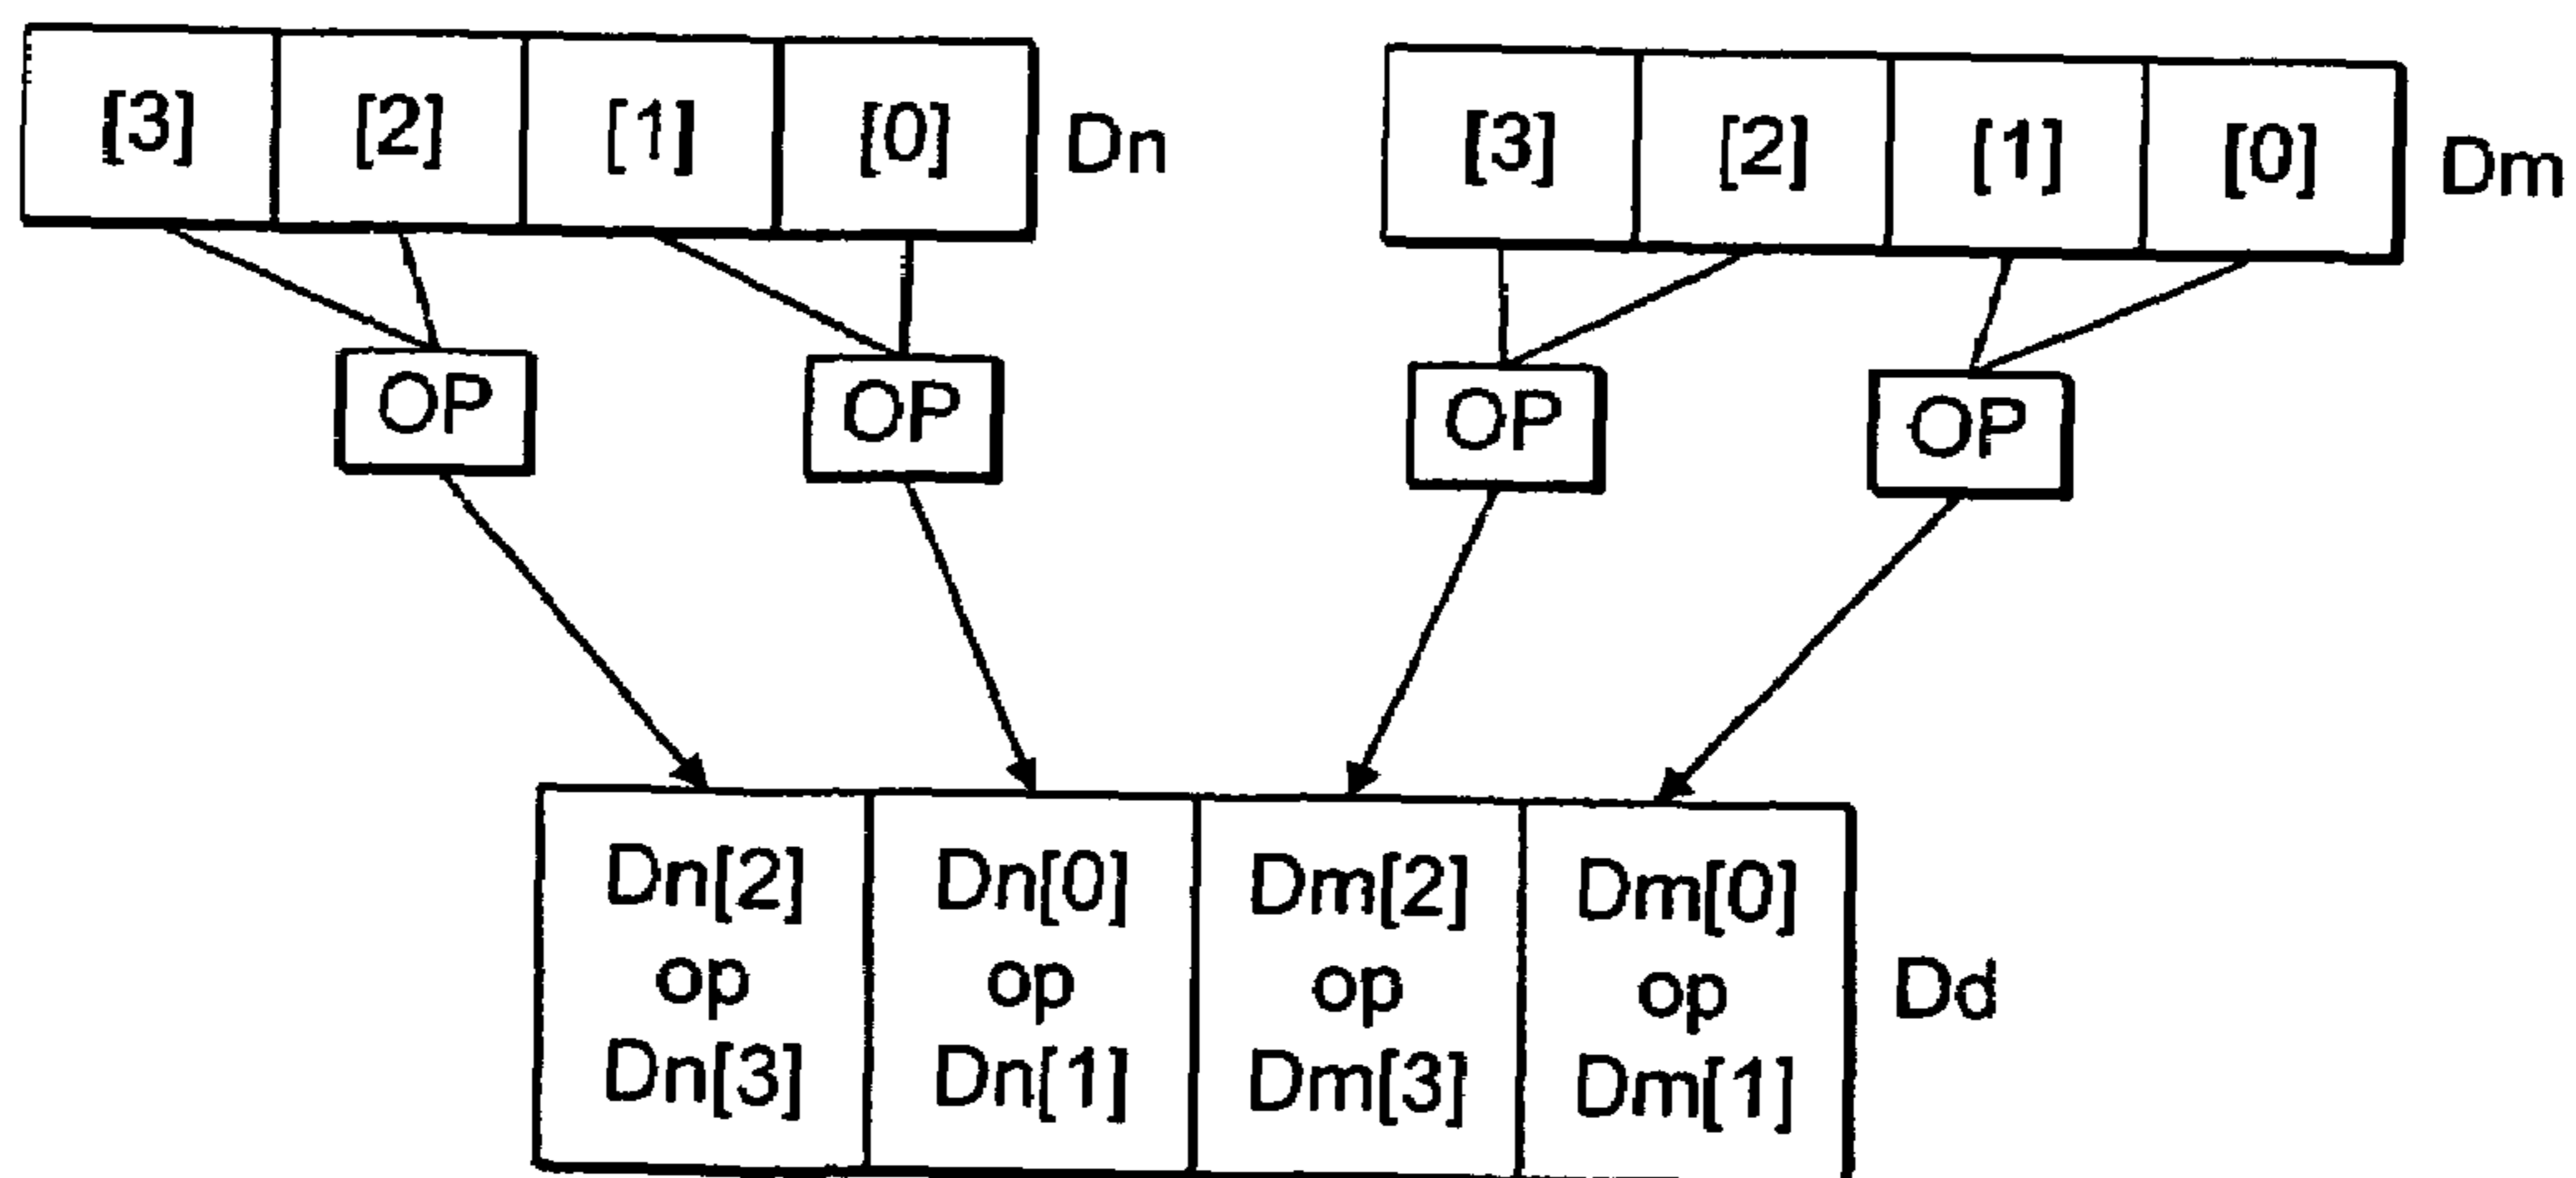 [3] [2] [1] [0] Dn [3] [2] [1] [0] Dm
OP OP OP OP
Dn[2] Dn[0] Dm[2] Dm[0]
op op op op Dd
Dn[3] Dn[1] Dm[3] Dm[1]